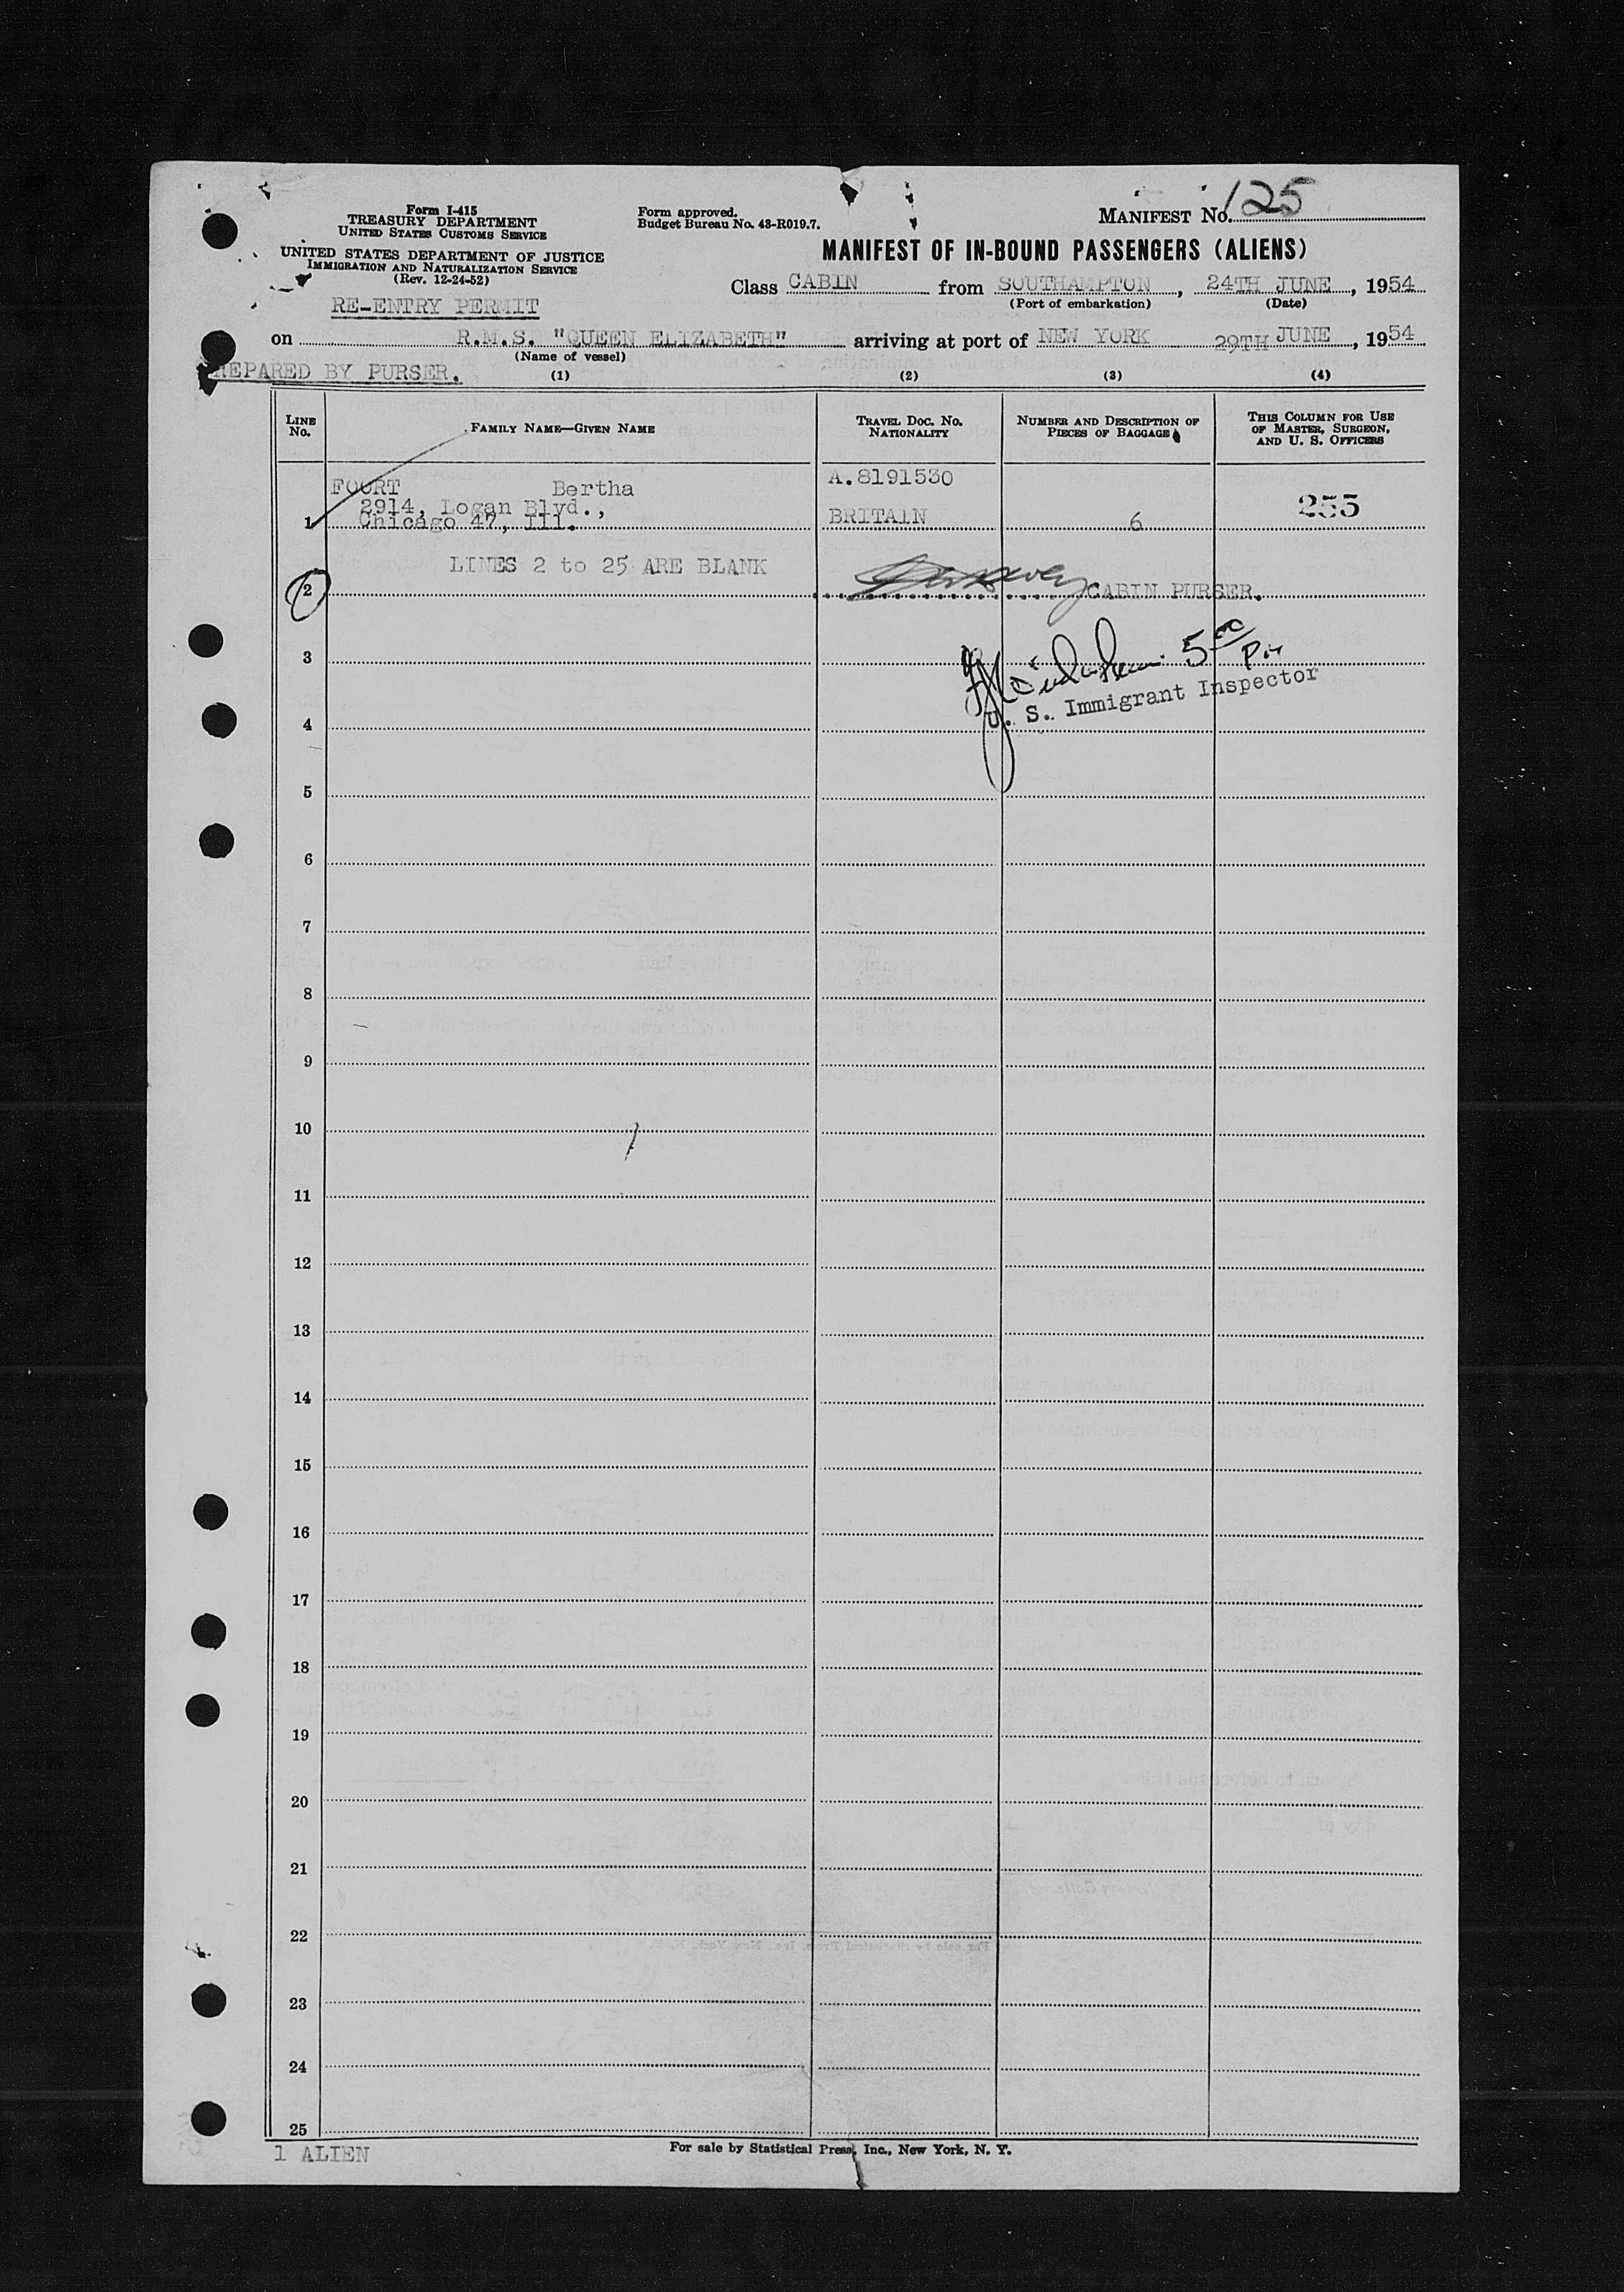 Form I-415
TREASURY DEPARTMENT
UNITED STATES CUSTOMS SERVICE
UNITED STATES DEPARTMENT OF JUSTICE
IMMIGRATION AND NATURALIZATION SERVICE
(Rev. 12-24-52)
RE-ENTRY PERMIT
Form approved.
Budget Bureau No. 43-R019.7.
MANIFEST No. 125
MANIFEST OF IN-BOUND PASSENGERS (ALIENS)
Class CABIN from SOUTHAMPTON, 24TH JUNE, 1954
(Port of embarkation) (Date)
on R.M.S. "QUEEN ELIZABETH" arriving at port of NEW YORK 29TH JUNE, 1954
(Name of vessel)
PREPARED BY PURSER.
(1) (2) (3) (4)
LINE No. FAMILY NAME—GIVEN NAME TRAVEL DOC. NO. NATIONALITY NUMBER AND DESCRIPTION OF PIECES OF BAGGAGE THIS COLUMN FOR USE OF MASTER, SURGEON, AND U. S. OFFICERS
FOORT Bertha A.8191530
2914, Logan Blvd., BRITAIN 255
1 Chicago 47, Ill. 6
LINES 2 to 25 ARE BLANK
2 CABIN PURSER.
3 5 00 P.M.
U. S. Immigrant Inspector
4
5
6
7
8
9
10
11
12
13
14
15
16
17
18
19
20
21
22
23
24
25
1 ALIEN
For sale by Statistical Press, Inc., New York, N. Y.